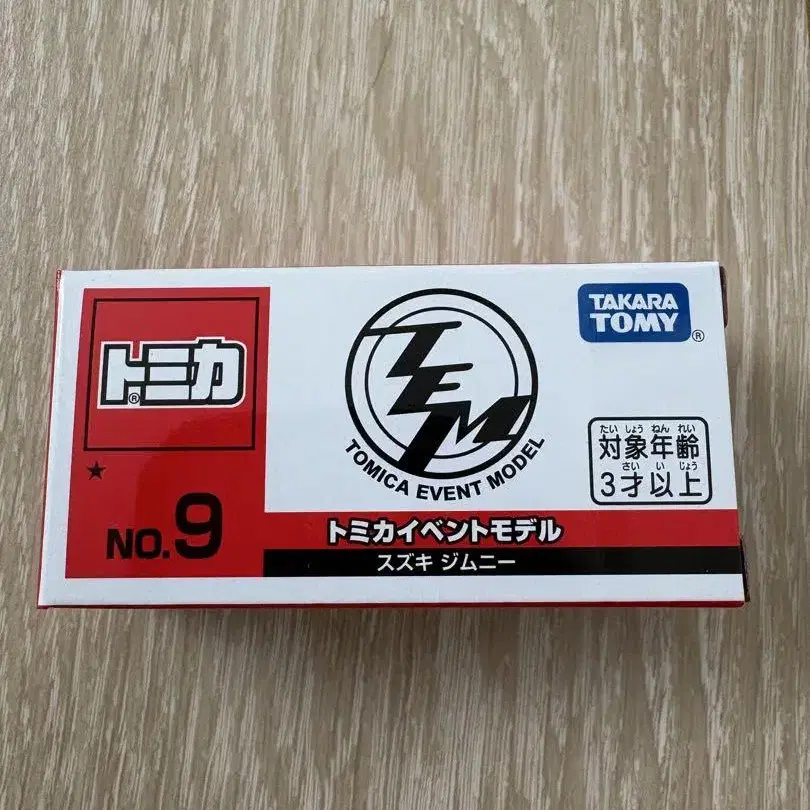 トミカ®
★
NO.9
TEM
TOMICA EVENT MODEL
TAKARA
TOMY®
たいしょうねんれい
対象年齢
さいいじょう
3才以上
トミカイベントモデル
スズキ ジムニー